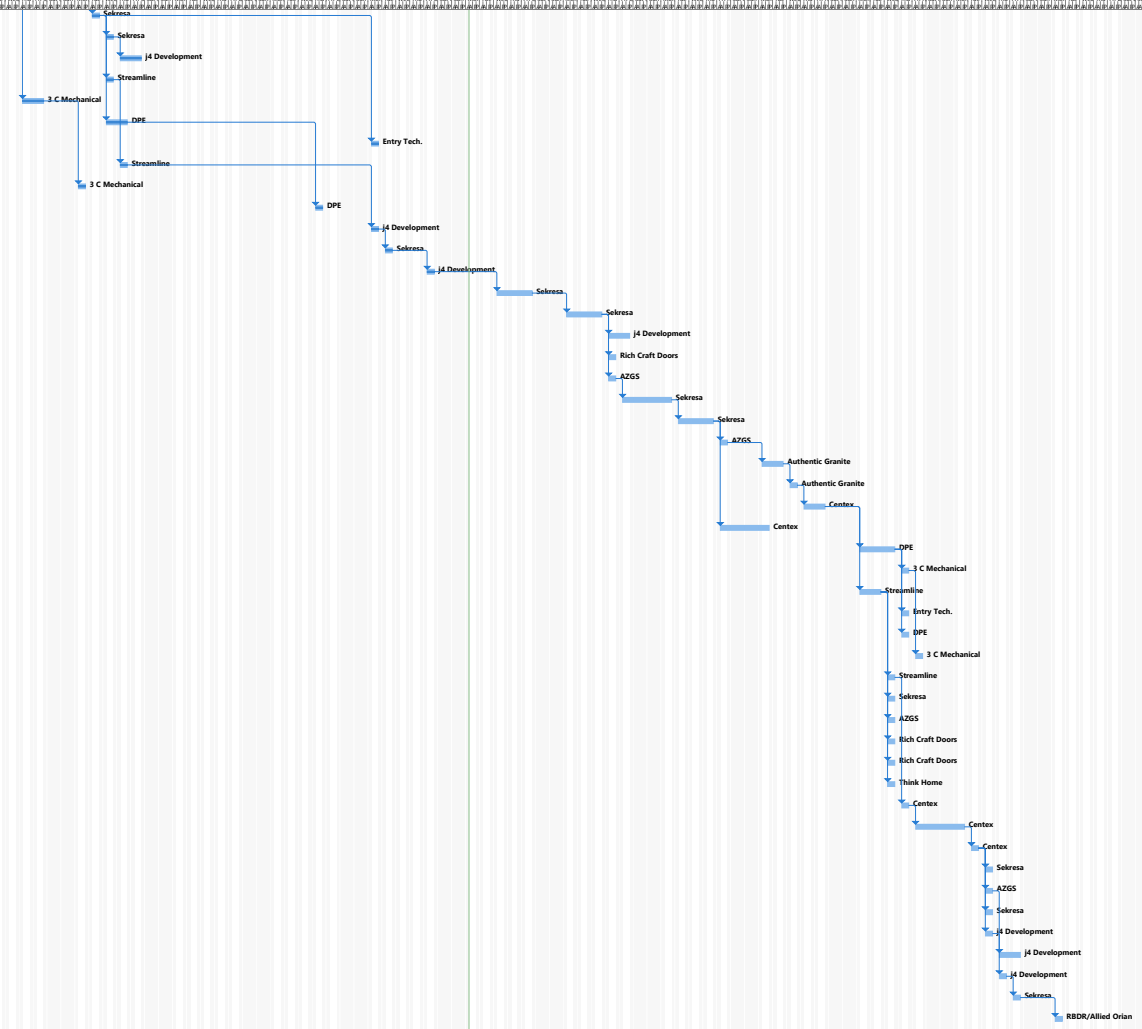 Sekresa
Sekresa
j4 Development
Streamline
3 C Mechanical
DPE
Entry Tech.
Streamline
3 C Mechanical
DPE
j4 Development
Sekresa
j4 Development
Sekresa
Sekresa
j4 Development
Rich Craft Doors
AZGS
Sekresa
Sekresa
AZGS
Authentic Granite
Authentic Granite
Centex
Centex
DPE
3 C Mechanical
Streamline
Entry Tech.
DPE
3 C Mechanical
Streamline
Sekresa
AZGS
Rich Craft Doors
Rich Craft Doors
Think Home
Centex
Centex
Centex
Sekresa
AZGS
Sekresa
j4 Development
j4 Development
j4 Development
Sekresa
RBDR/Allied Orian